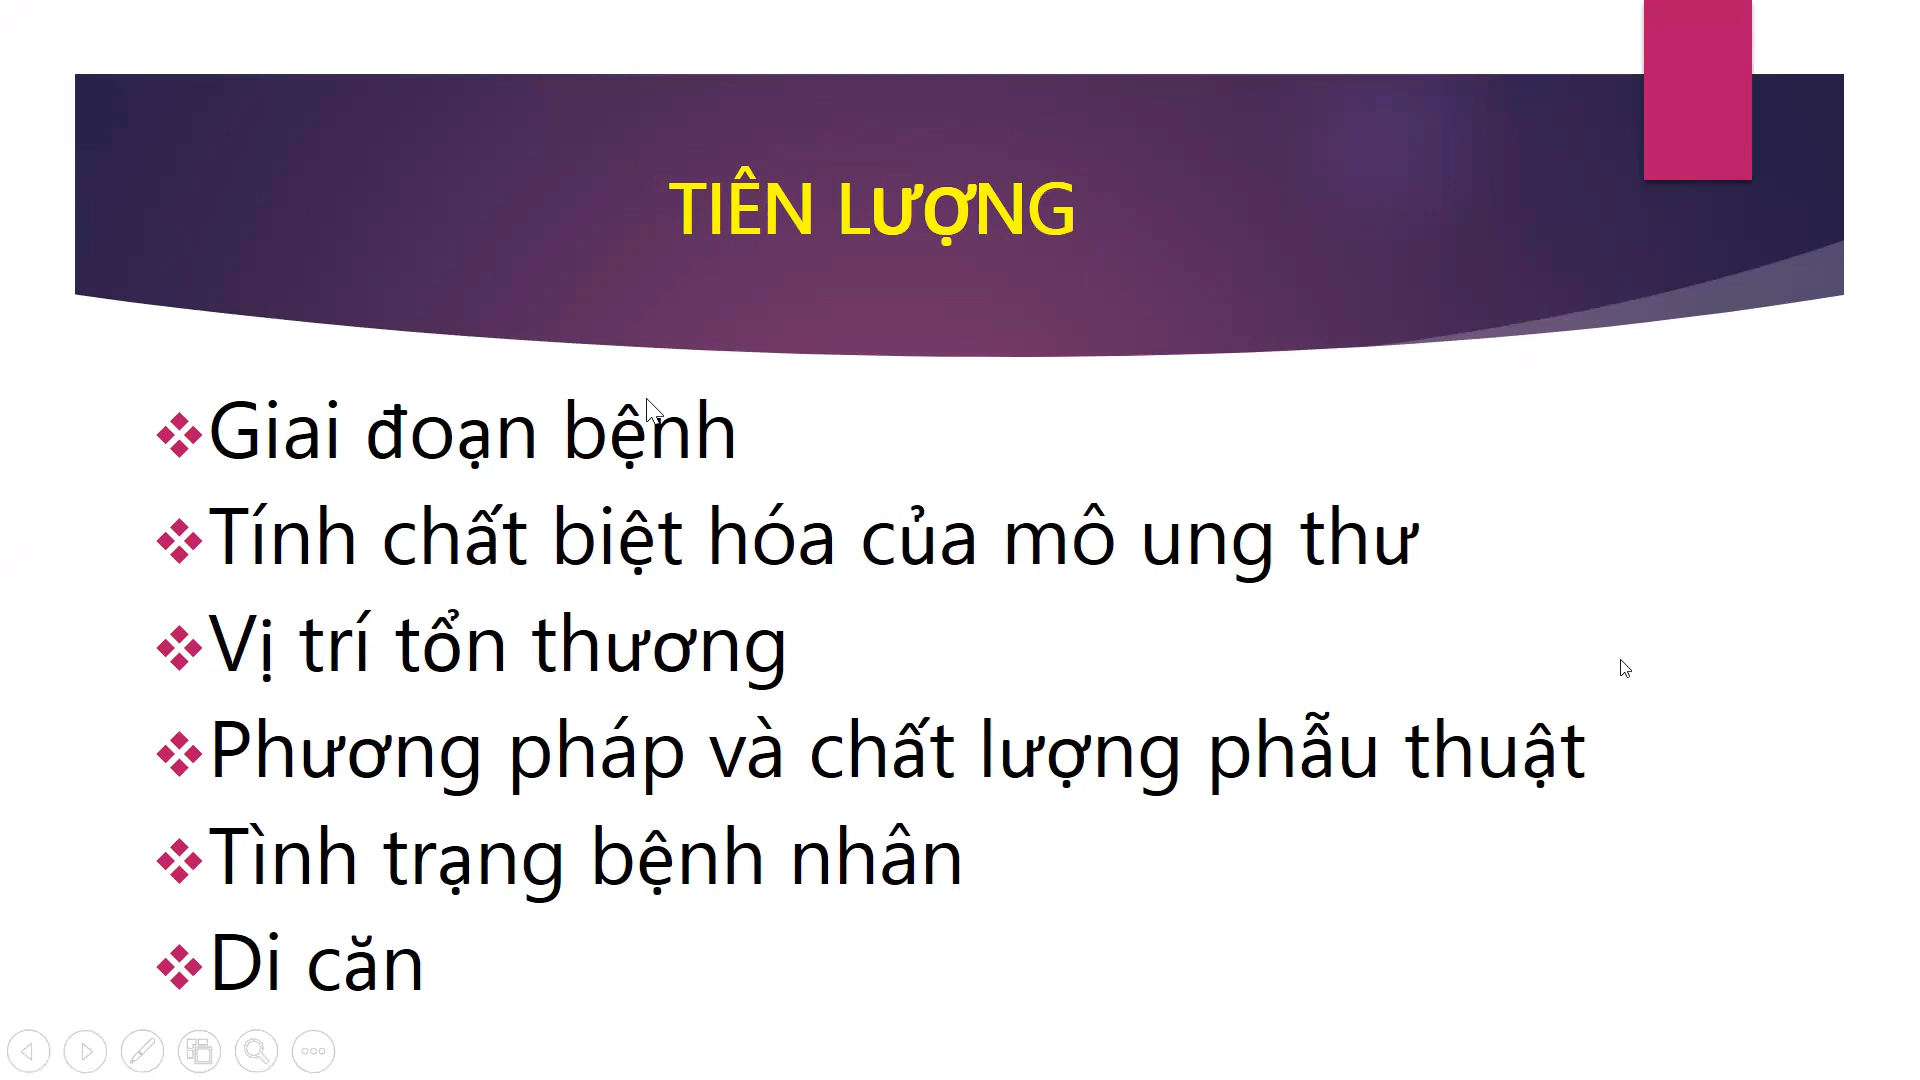 TIÊN LƯỢNG
Giai đoạn bệnh
Tính chất biệt hóa của mô ung thư
Vị trí tổn thương
Phương pháp và chất lượng phẫu thuật
Tình trạng bệnh nhân
Di căn